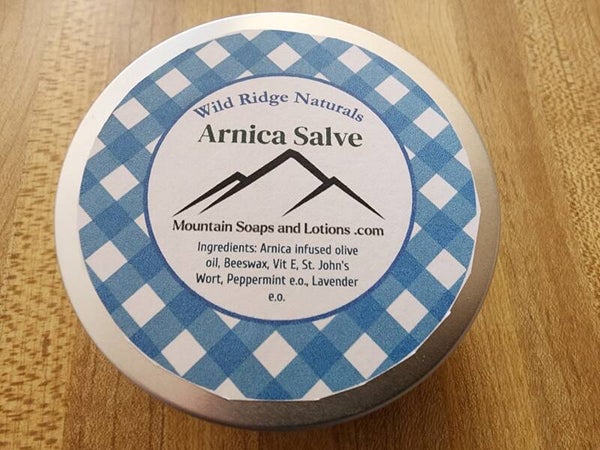 Wild Ridge Naturals
Arnica Salve
Mountain Soaps and Lotions .com
Ingredients: Arnica infused olive
oil, Beeswax, Vit E, St. John's
Wort, Peppermint e.o., Lavender
e.o.